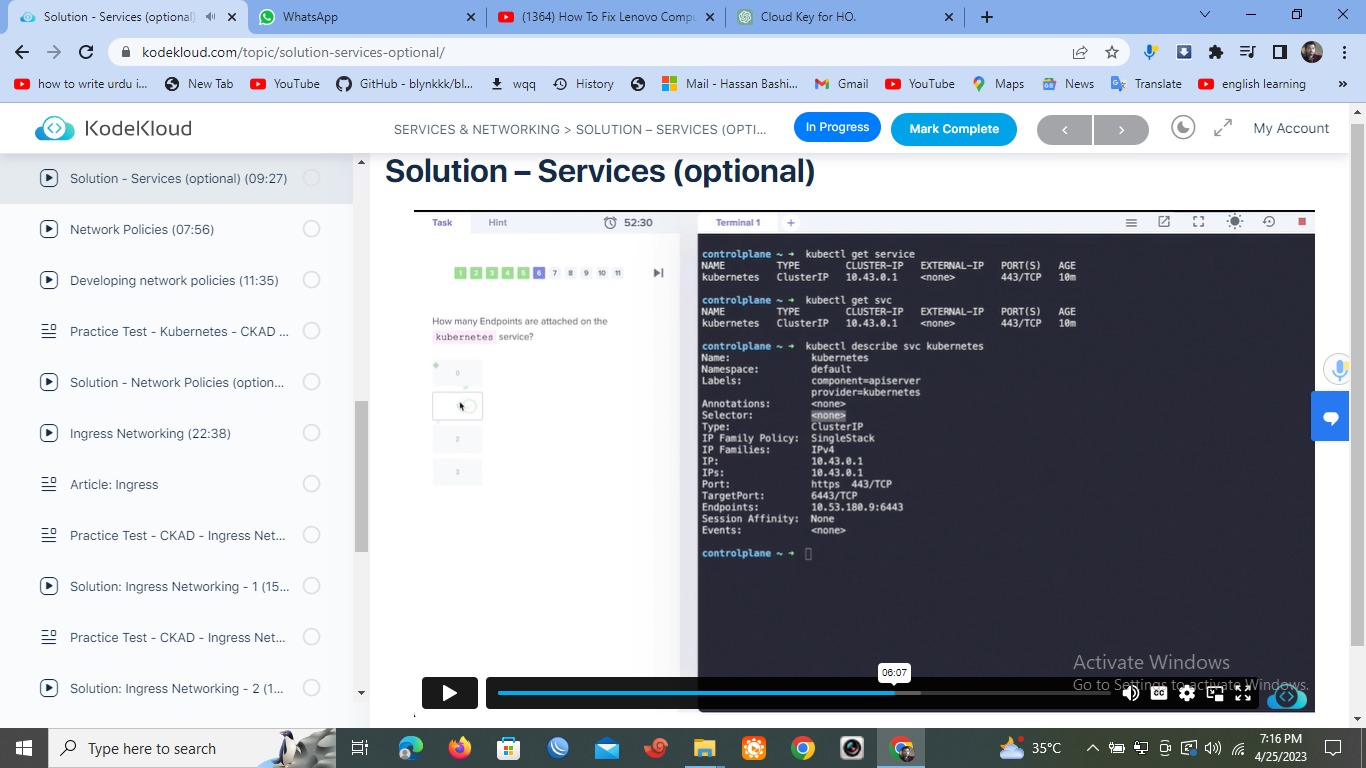 Solution - Services (optional)
WhatsApp
(1364) How To Fix Lenovo Compu
Cloud Key for HO.
kodekloud.com/topic/solution-services-optional/
how to write urdu i...
New Tab
YouTube
GitHub - blynkkk/bl...
wqq
History
Mail - Hassan Bashi...
Gmail
YouTube
Maps
News
Translate
english learning
»
KodeKloud
SERVICES & NETWORKING > SOLUTION – SERVICES (OPTI...
In Progress
Mark Complete
My Account
Solution - Services (optional) (09:27)
Network Policies (07:56)
Developing network policies (11:35)
Practice Test - Kubernetes - CKAD ...
Solution - Network Policies (option...
Ingress Networking (22:38)
Article: Ingress
Practice Test - CKAD - Ingress Net...
Solution: Ingress Networking - 1 (15...
Practice Test - CKAD - Ingress Net...
Solution: Ingress Networking - 2 (1...
Solution – Services (optional)
Task Hint 52:30
1 2 3 4 5 6 7 8 9 10 11
How many Endpoints are attached on the
kubernetes service?
0
2
3
Terminal 1 +
controlplane ~ ➜ kubectl get service
NAME TYPE CLUSTER-IP EXTERNAL-IP PORT(S) AGE
kubernetes ClusterIP 10.43.0.1 <none> 443/TCP 10m
controlplane ~ ➜ kubectl get svc
NAME TYPE CLUSTER-IP EXTERNAL-IP PORT(S) AGE
kubernetes ClusterIP 10.43.0.1 <none> 443/TCP 10m
controlplane ~ ➜ kubectl describe svc kubernetes
Name: kubernetes
Namespace: default
Labels: component=apiserver
provider=kubernetes
Annotations: <none>
Selector: <none>
Type: ClusterIP
IP Family Policy: SingleStack
IP Families: IPv4
IP: 10.43.0.1
IPs: 10.43.0.1
Port: https 443/TCP
TargetPort: 6443/TCP
Endpoints: 10.53.180.9:6443
Session Affinity: None
Events: <none>
controlplane ~ ➜
Activate Windows
Go to Settings to activate Windows.
06:07
CC
Type here to search
35°C
7:16 PM
4/25/2023